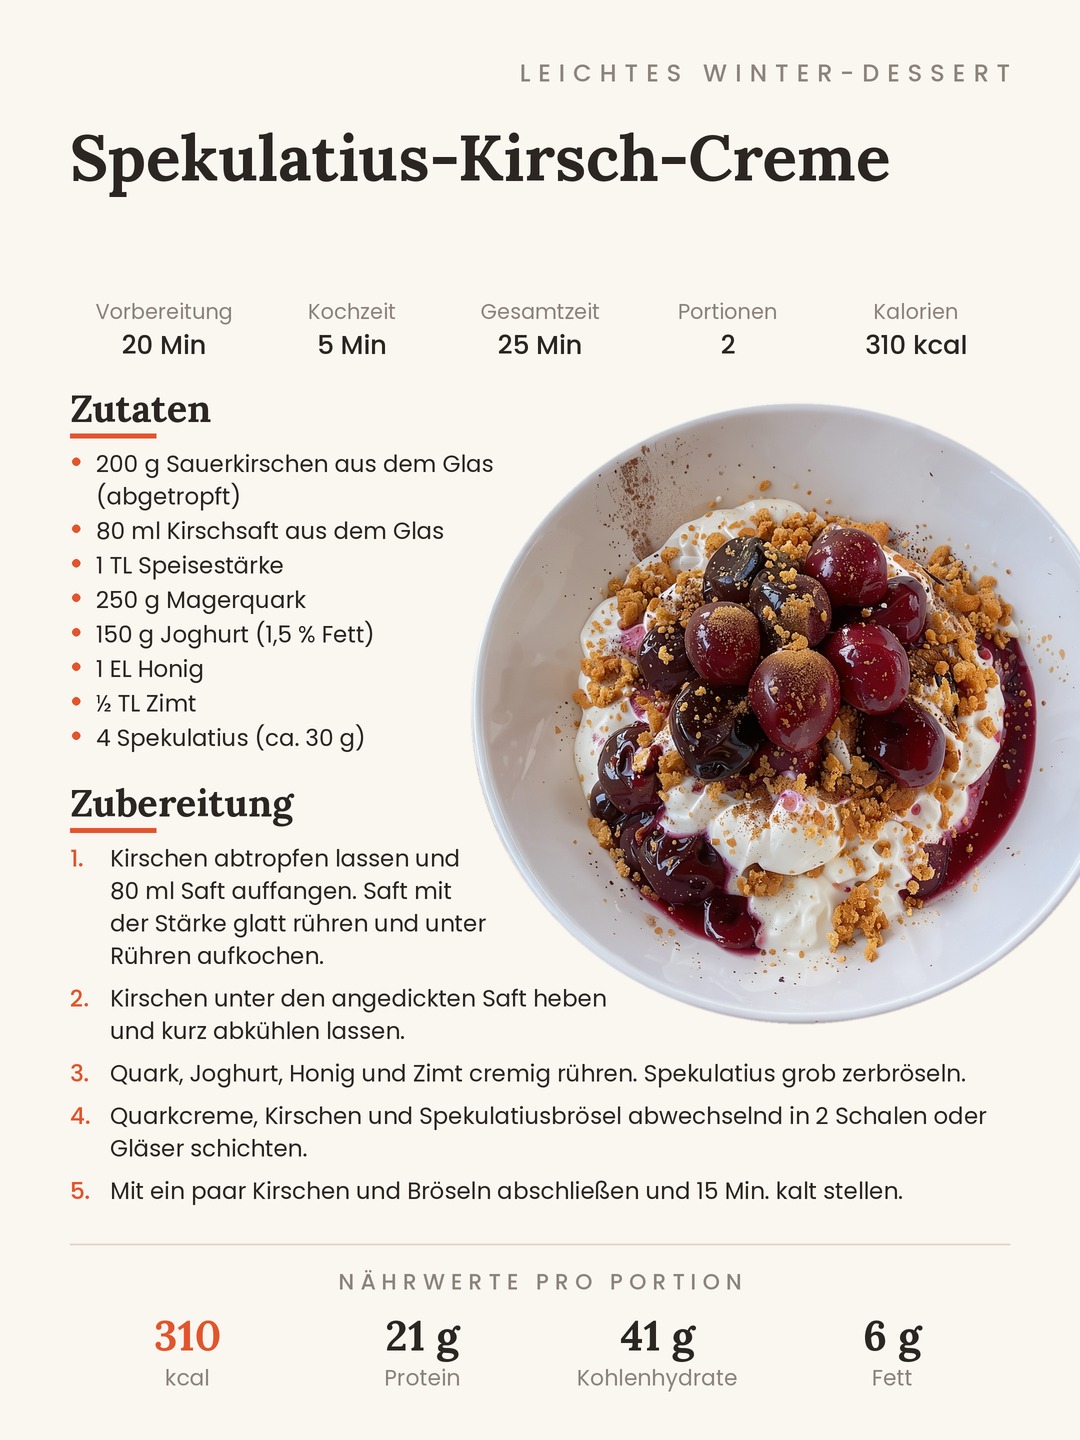 LEICHTES WINTER-DESSERT
Spekulatius-Kirsch-Creme
Vorbereitung Kochzeit Gesamtzeit Portionen Kalorien
20 Min 5 Min 25 Min 2 310 kcal
Zutaten
• 200 g Sauerkirschen aus dem Glas
(abgetropft)
• 80 ml Kirschsaft aus dem Glas
• 1 TL Speisestärke
• 250 g Magerquark
• 150 g Joghurt (1,5 % Fett)
• 1 EL Honig
• ½ TL Zimt
• 4 Spekulatius (ca. 30 g)
Zubereitung
1. Kirschen abtropfen lassen und
80 ml Saft auffangen. Saft mit
der Stärke glatt rühren und unter
Rühren aufkochen.
2. Kirschen unter den angedickten Saft heben
und kurz abkühlen lassen.
3. Quark, Joghurt, Honig und Zimt cremig rühren. Spekulatius grob zerbröseln.
4. Quarkcreme, Kirschen und Spekulatiusbrösel abwechselnd in 2 Schalen oder
Gläser schichten.
5. Mit ein paar Kirschen und Bröseln abschließen und 15 Min. kalt stellen.
NÄHRWERTE PRO PORTION
310 21 g 41 g 6 g
kcal Protein Kohlenhydrate Fett